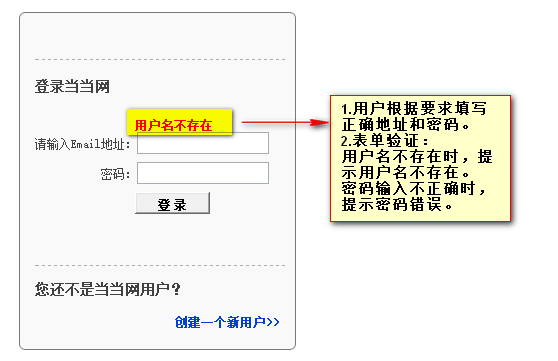 登录当当网
用户名不存在
请输入Email地址：
密码：
登 录
您还不是当当网用户？
创建一个新用户>>
1.用户根据要求填写
正确地址和密码。
2.表单验证：
用户名不存在时，提
示用户名不存在。
密码输入不正确时，
提示密码错误。